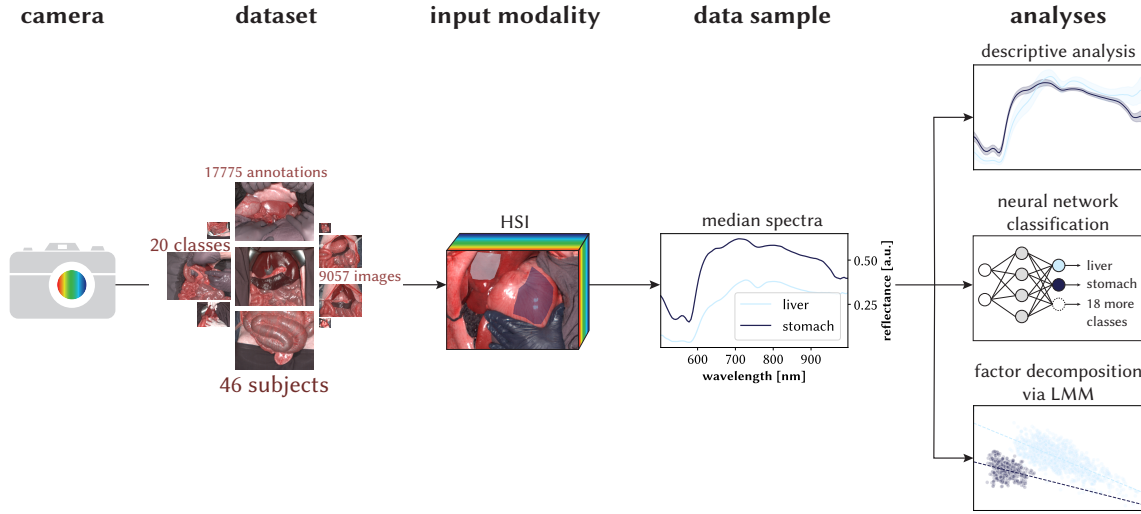 camera
dataset
input modality
data sample
analyses
17775 annotations
20 classes
9057 images
46 subjects
HSI
median spectra
0.50
0.25
reflectance [a.u.]
liver
stomach
600
700
800
900
wavelength [nm]
descriptive analysis
neural network
classification
liver
stomach
18 more
classes
factor decomposition
via LMM